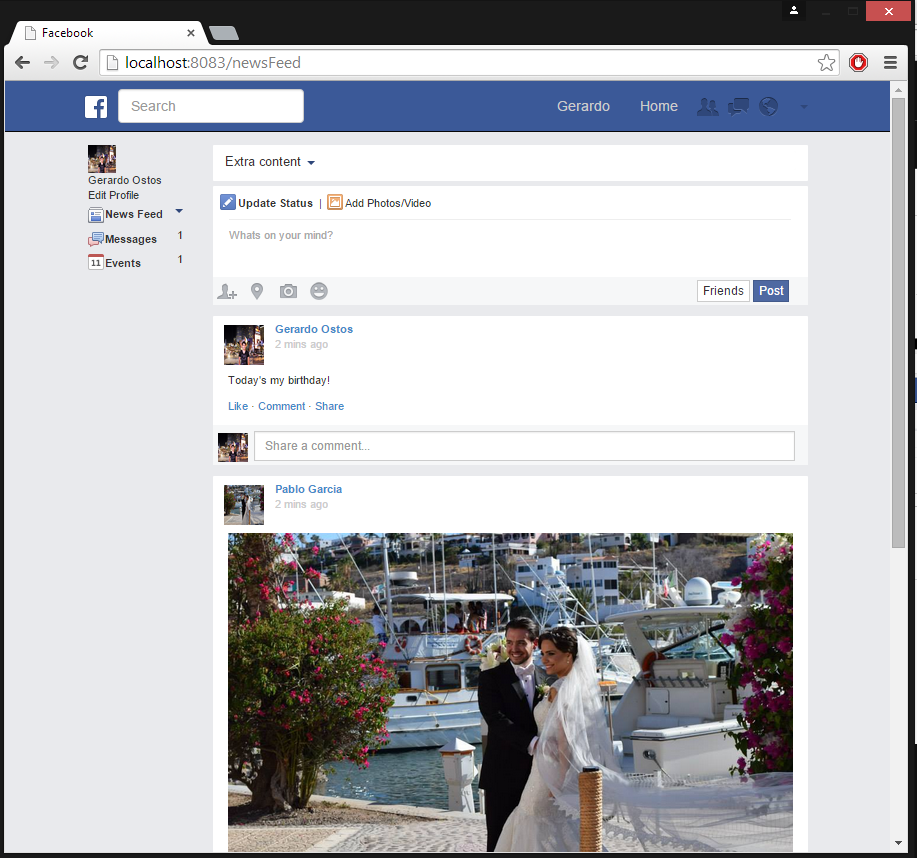 Facebook
localhost:8083/newsFeed
Search
Gerardo Home
Gerardo Ostos
Edit Profile
News Feed
Messages 1
11 Events 1
Extra content
Update Status | Add Photos/Video
Whats on your mind?
Friends Post
Gerardo Ostos
2 mins ago
Today's my birthday!
Like · Comment · Share
Share a comment...
Pablo Garcia
2 mins ago